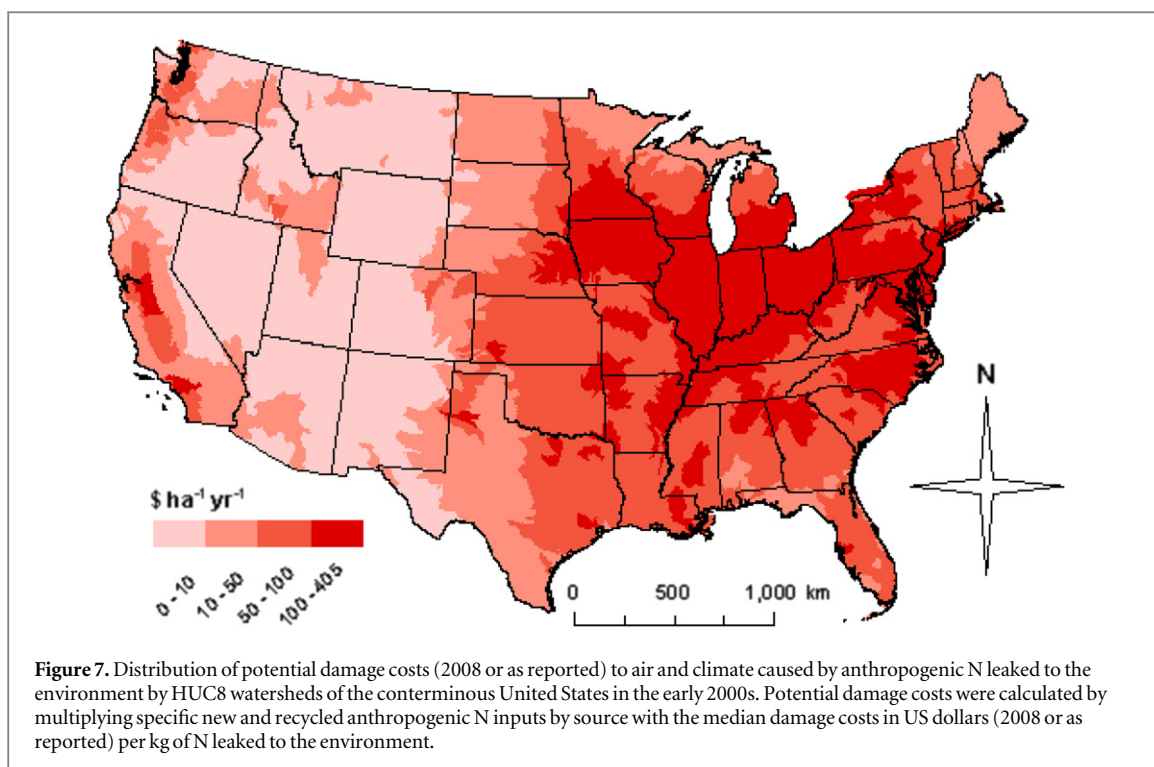 N
$ ha⁻¹ yr⁻¹
0 - 10
10 - 50
50 - 100
100 - 405
0 500 1,000 km
Figure 7. Distribution of potential damage costs (2008 or as reported) to air and climate caused by anthropogenic N leaked to the
environment by HUC8 watersheds of the conterminous United States in the early 2000s. Potential damage costs were calculated by
multiplying specific new and recycled anthropogenic N inputs by source with the median damage costs in US dollars (2008 or as
reported) per kg of N leaked to the environment.